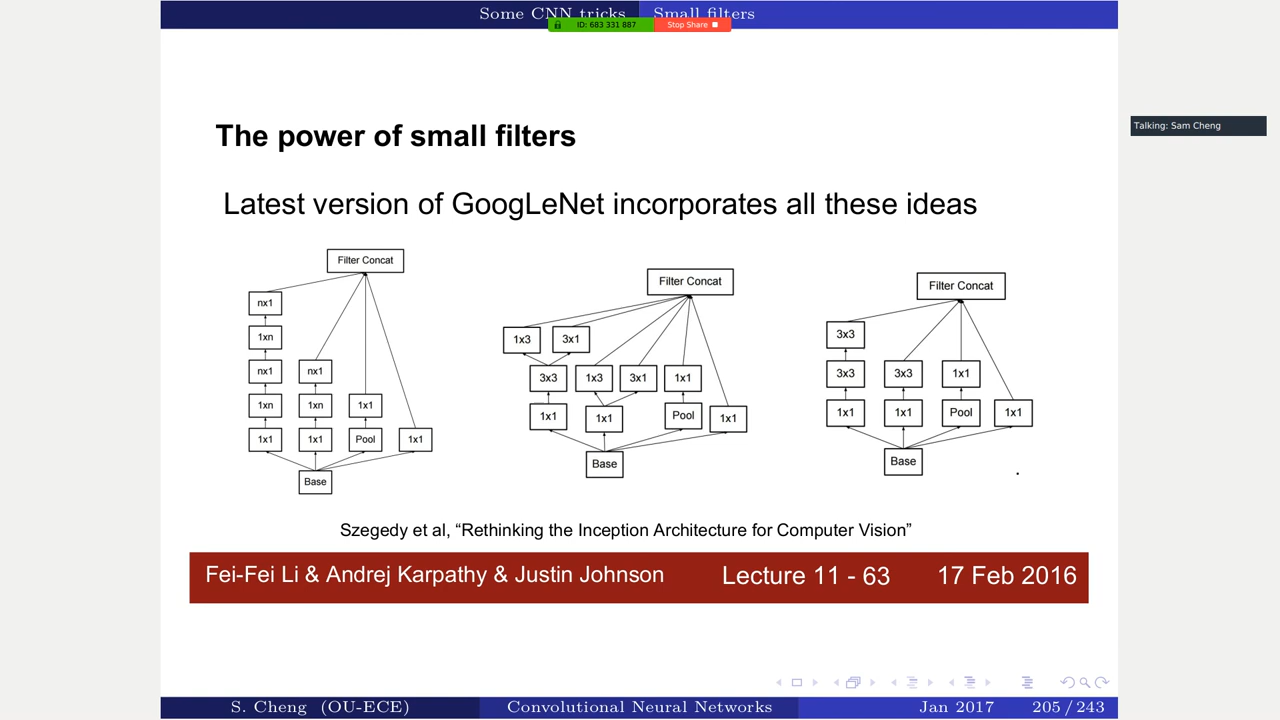 Some CNN tricks Small filters
ID: 683 331 887 Stop Share
Talking: Sam Cheng
The power of small filters
Latest version of GoogLeNet incorporates all these ideas
Filter Concat
nx1
1xn
nx1 nx1
1xn 1xn 1x1
1x1 1x1 Pool 1x1
Base
Filter Concat
1x3 3x1
3x3 1x3 3x1 1x1
1x1 1x1 Pool 1x1
Base
Filter Concat
3x3
3x3 3x3 1x1
1x1 1x1 Pool 1x1
Base
Szegedy et al, “Rethinking the Inception Architecture for Computer Vision”
Fei-Fei Li & Andrej Karpathy & Justin Johnson Lecture 11 - 63 17 Feb 2016
S. Cheng (OU-ECE) Convolutional Neural Networks Jan 2017 205 / 243